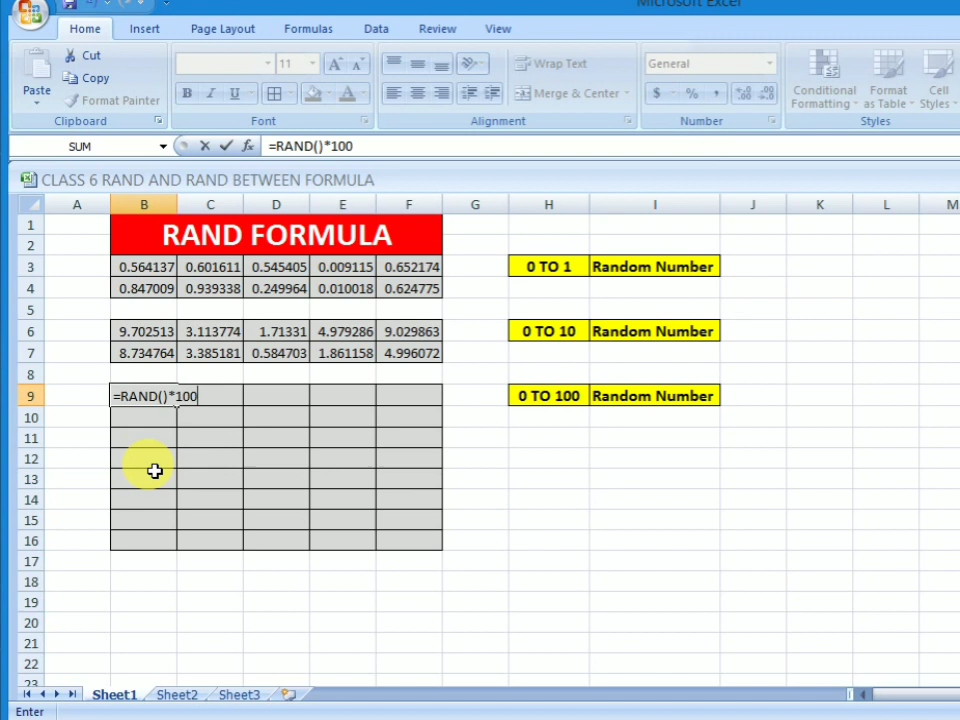 Microsoft Excel
Home Insert Page Layout Formulas Data Review View
Cut
Copy
Paste
Format Painter
Clipboard
11
B I U
A A
Font
Wrap Text
Merge & Center
Alignment
General
$ % ,
Number
Conditional Formatting
Format as Table
Cell Styles
Styles
SUM fx =RAND()*100
CLASS 6 RAND AND RAND BETWEEN FORMULA
A B C D E F G H I J K L M
1
RAND FORMULA
2
3 0.564137 0.601611 0.545405 0.009115 0.652174 0 TO 1 Random Number
4 0.847009 0.939338 0.249964 0.010018 0.624775
5
6 9.702513 3.113774 1.71331 4.979286 9.029863 0 TO 10 Random Number
7 8.734764 3.385181 0.584703 1.861158 4.996072
8
9 =RAND()*100 0 TO 100 Random Number
10
11
12
13
14
15
16
17
18
19
20
21
22
23
Sheet1 Sheet2 Sheet3
Enter